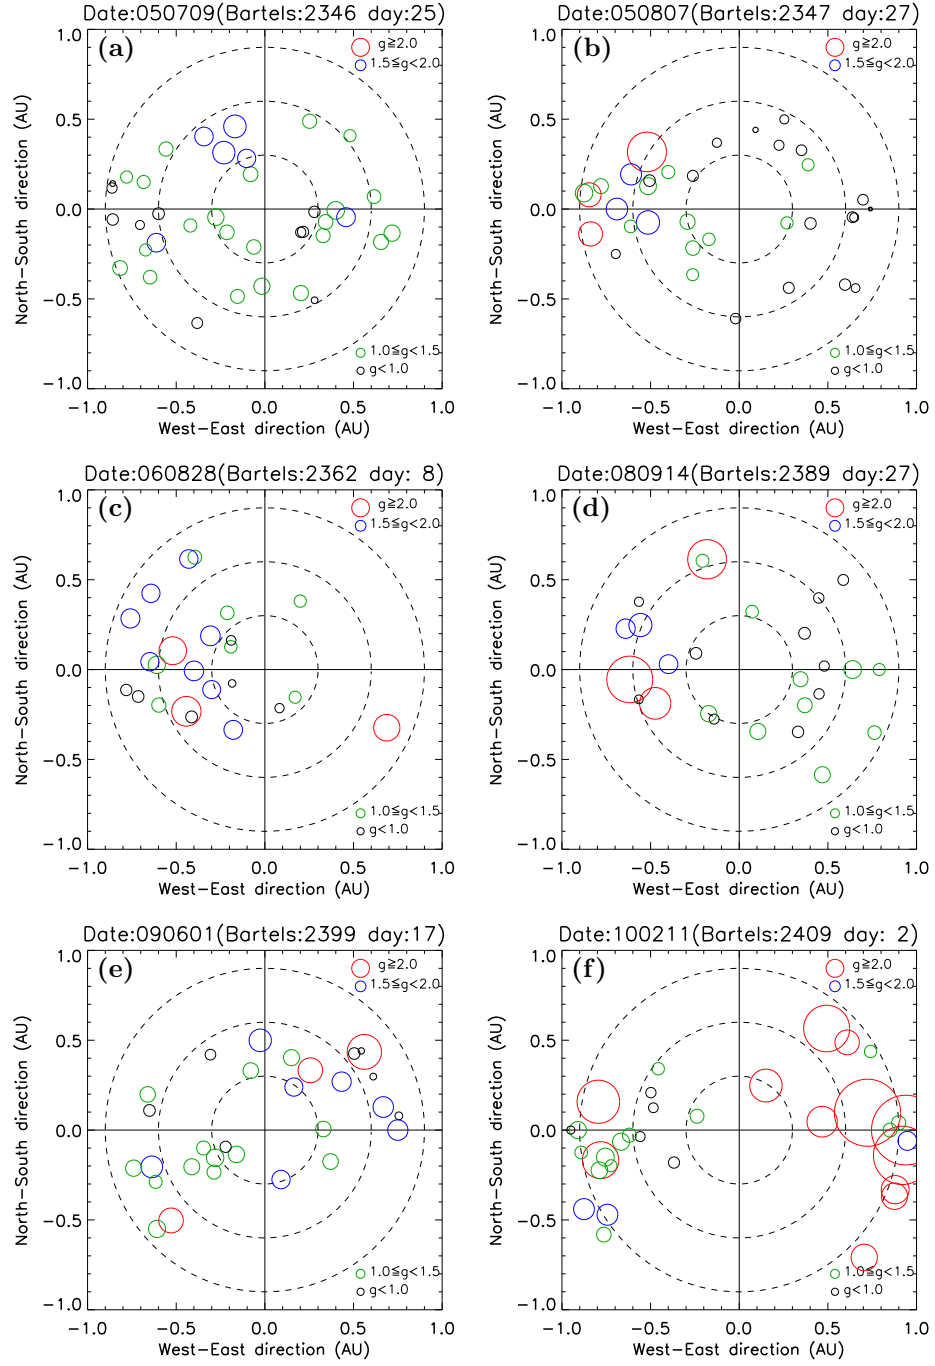 Date:050709(Bartels:2346 day:25)
(a)
g≧2.0
1.5≦g<2.0
1.0≦g<1.5
g<1.0
1.0
0.5
0.0
−0.5
−1.0
North−South direction (AU)
−1.0 −0.5 0.0 0.5 1.0
West−East direction (AU)
Date:050807(Bartels:2347 day:27)
(b)
g≧2.0
1.5≦g<2.0
1.0≦g<1.5
g<1.0
1.0
0.5
0.0
−0.5
−1.0
North−South direction (AU)
−1.0 −0.5 0.0 0.5 1.0
West−East direction (AU)
Date:060828(Bartels:2362 day: 8)
(c)
g≧2.0
1.5≦g<2.0
1.0≦g<1.5
g<1.0
1.0
0.5
0.0
−0.5
−1.0
North−South direction (AU)
−1.0 −0.5 0.0 0.5 1.0
West−East direction (AU)
Date:080914(Bartels:2389 day:27)
(d)
g≧2.0
1.5≦g<2.0
1.0≦g<1.5
g<1.0
1.0
0.5
0.0
−0.5
−1.0
North−South direction (AU)
−1.0 −0.5 0.0 0.5 1.0
West−East direction (AU)
Date:090601(Bartels:2399 day:17)
(e)
g≧2.0
1.5≦g<2.0
1.0≦g<1.5
g<1.0
1.0
0.5
0.0
−0.5
−1.0
North−South direction (AU)
−1.0 −0.5 0.0 0.5 1.0
West−East direction (AU)
Date:100211(Bartels:2409 day: 2)
(f)
g≧2.0
1.5≦g<2.0
1.0≦g<1.5
g<1.0
1.0
0.5
0.0
−0.5
−1.0
North−South direction (AU)
−1.0 −0.5 0.0 0.5 1.0
West−East direction (AU)